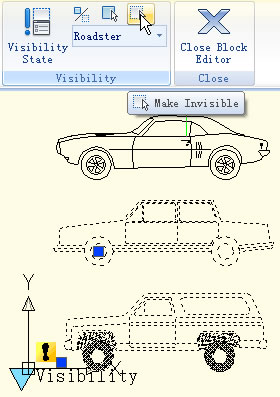 Visibility
State
Roadster
Visibility
Close Block
Editor
Close
Make Invisible
Y
X
Visibility